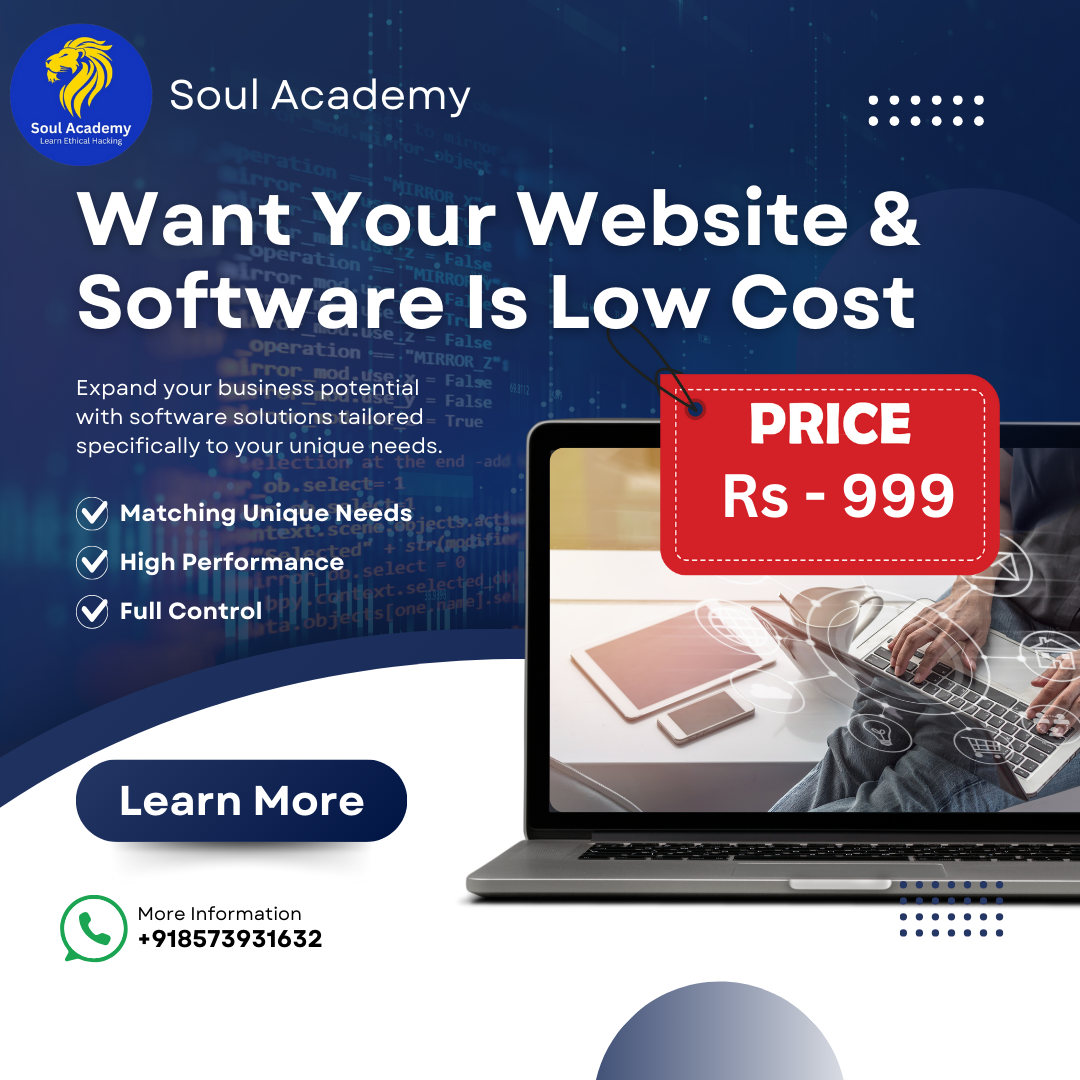 Soul Academy
Learn Ethical Hacking
Soul Academy
Want Your Website &
Software Is Low Cost
Expand your business potential
with software solutions tailored
specifically to your unique needs.
Matching Unique Needs
High Performance
Full Control
PRICE
Rs - 999
Learn More
More Information
+918573931632